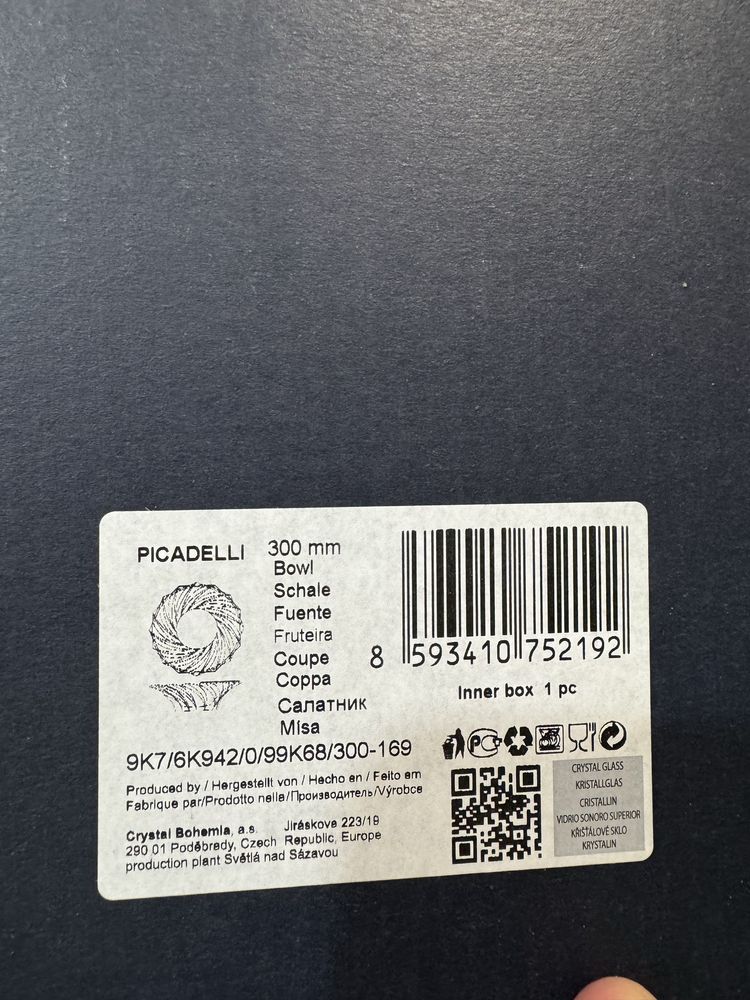 PICADELLI 300 mm
Bowl
Schale
Fuente
Fruteira
Coupe
Coppa
Салатник
Mísa
8 593410 752192
Inner box 1 pc
9K7/6K942/0/99K68/300-169
Produced by / Hergestellt von / Hecho en / Feito em
Fabrique par/Prodotto nella/Производитель/Výrobce
Crystal Bohemia, a.s. Jiráskova 223/19
290 01 Poděbrady, Czech Republic, Europe
production plant Světlá nad Sázavou
PC
CRYSTAL GLASS
KRISTALLGLAS
CRISTALLIN
VIDRIO SONORO SUPERIOR
KŘIŠŤÁLOVÉ SKLO
KRYSTALIN